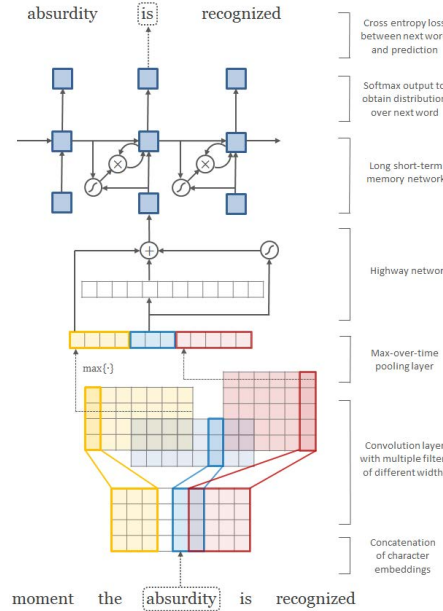 absurdity is recognized
Cross entropy loss
between next word
and prediction
Softmax output to
obtain distribution
over next word
Long short-term
memory network
+
Highway network
Max-over-time
pooling layer
max{·}
Convolution layer
with multiple filters
of different widths
Concatenation
of character
embeddings
moment the absurdity is recognized